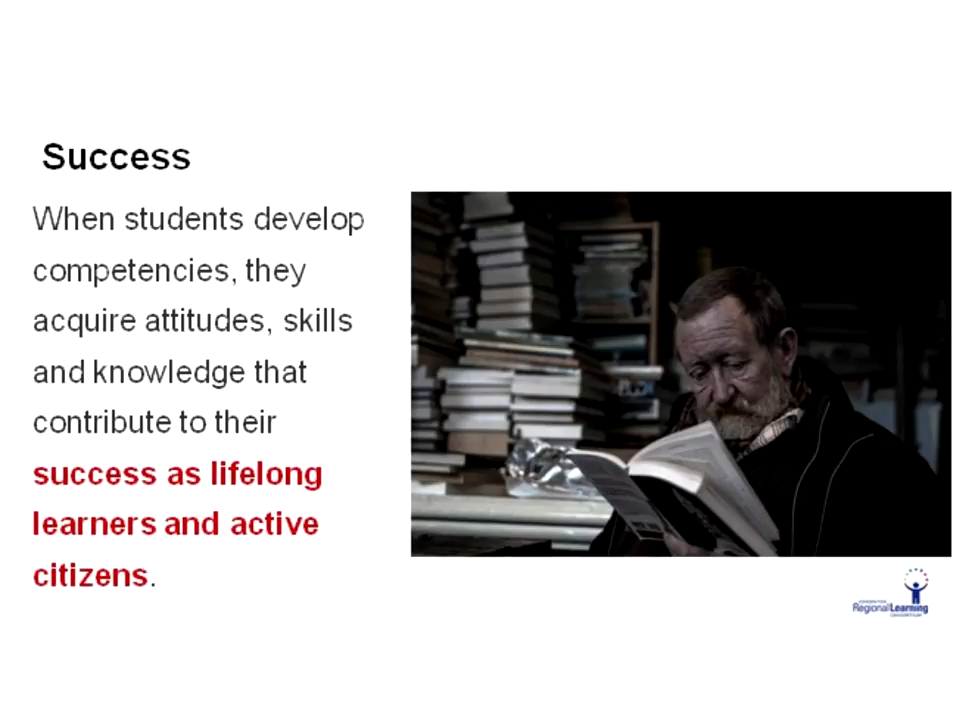 Success
When students develop
competencies, they
acquire attitudes, skills
and knowledge that
contribute to their
success as lifelong
learners and active
citizens.
RegionalLearning
CONSORTIUM